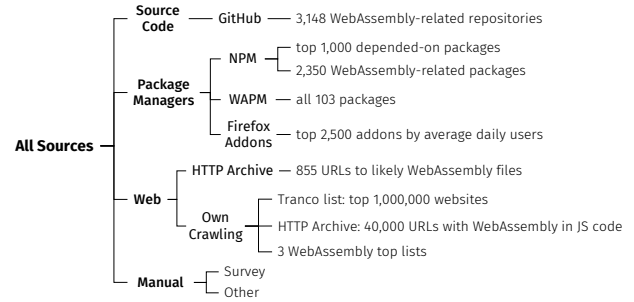 Source
Code
GitHub
3,148 WebAssembly-related repositories
Package
Managers
NPM
top 1,000 depended-on packages
2,350 WebAssembly-related packages
WAPM
all 103 packages
Firefox
Addons
top 2,500 addons by average daily users
All Sources
Web
HTTP Archive
855 URLs to likely WebAssembly files
Own
Crawling
Tranco list: top 1,000,000 websites
HTTP Archive: 40,000 URLs with WebAssembly in JS code
3 WebAssembly top lists
Manual
Survey
Other